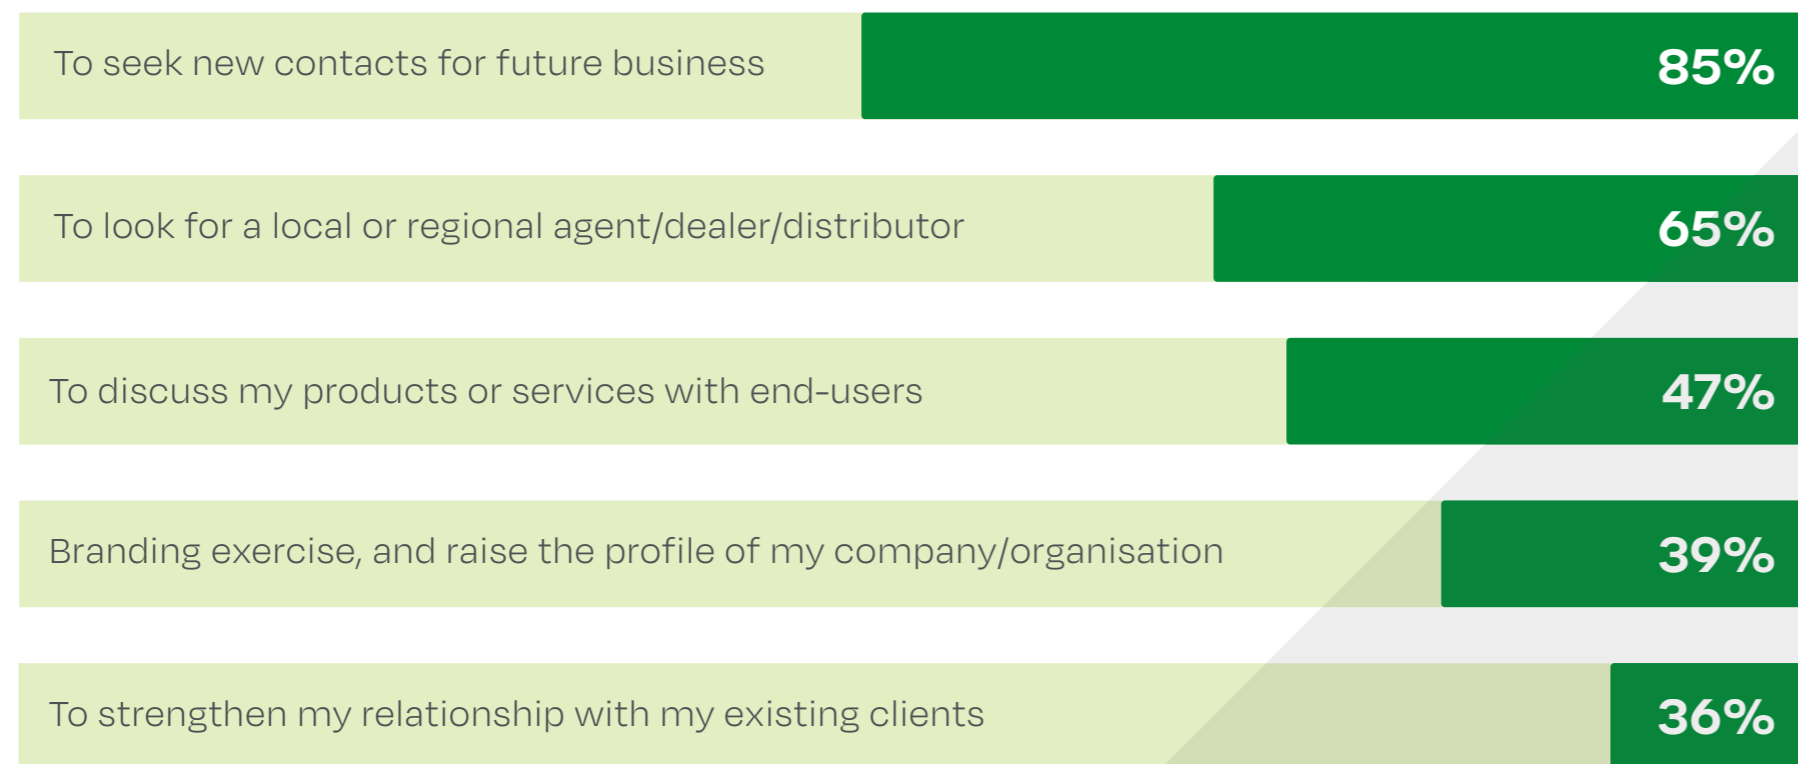 To seek new contacts for future business 85%
To look for a local or regional agent/dealer/distributor 65%
To discuss my products or services with end-users 47%
Branding exercise, and raise the profile of my company/organisation 39%
To strengthen my relationship with my existing clients 36%